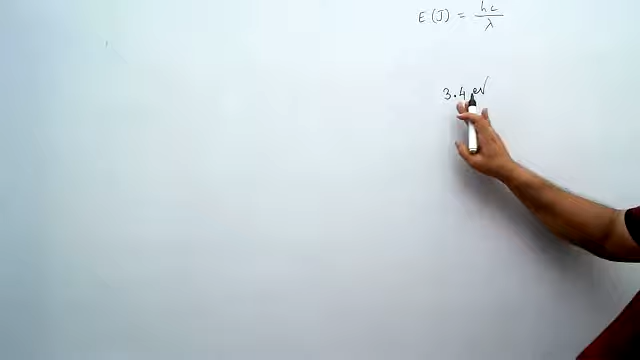 E (J) = hc/λ
3.4 eV